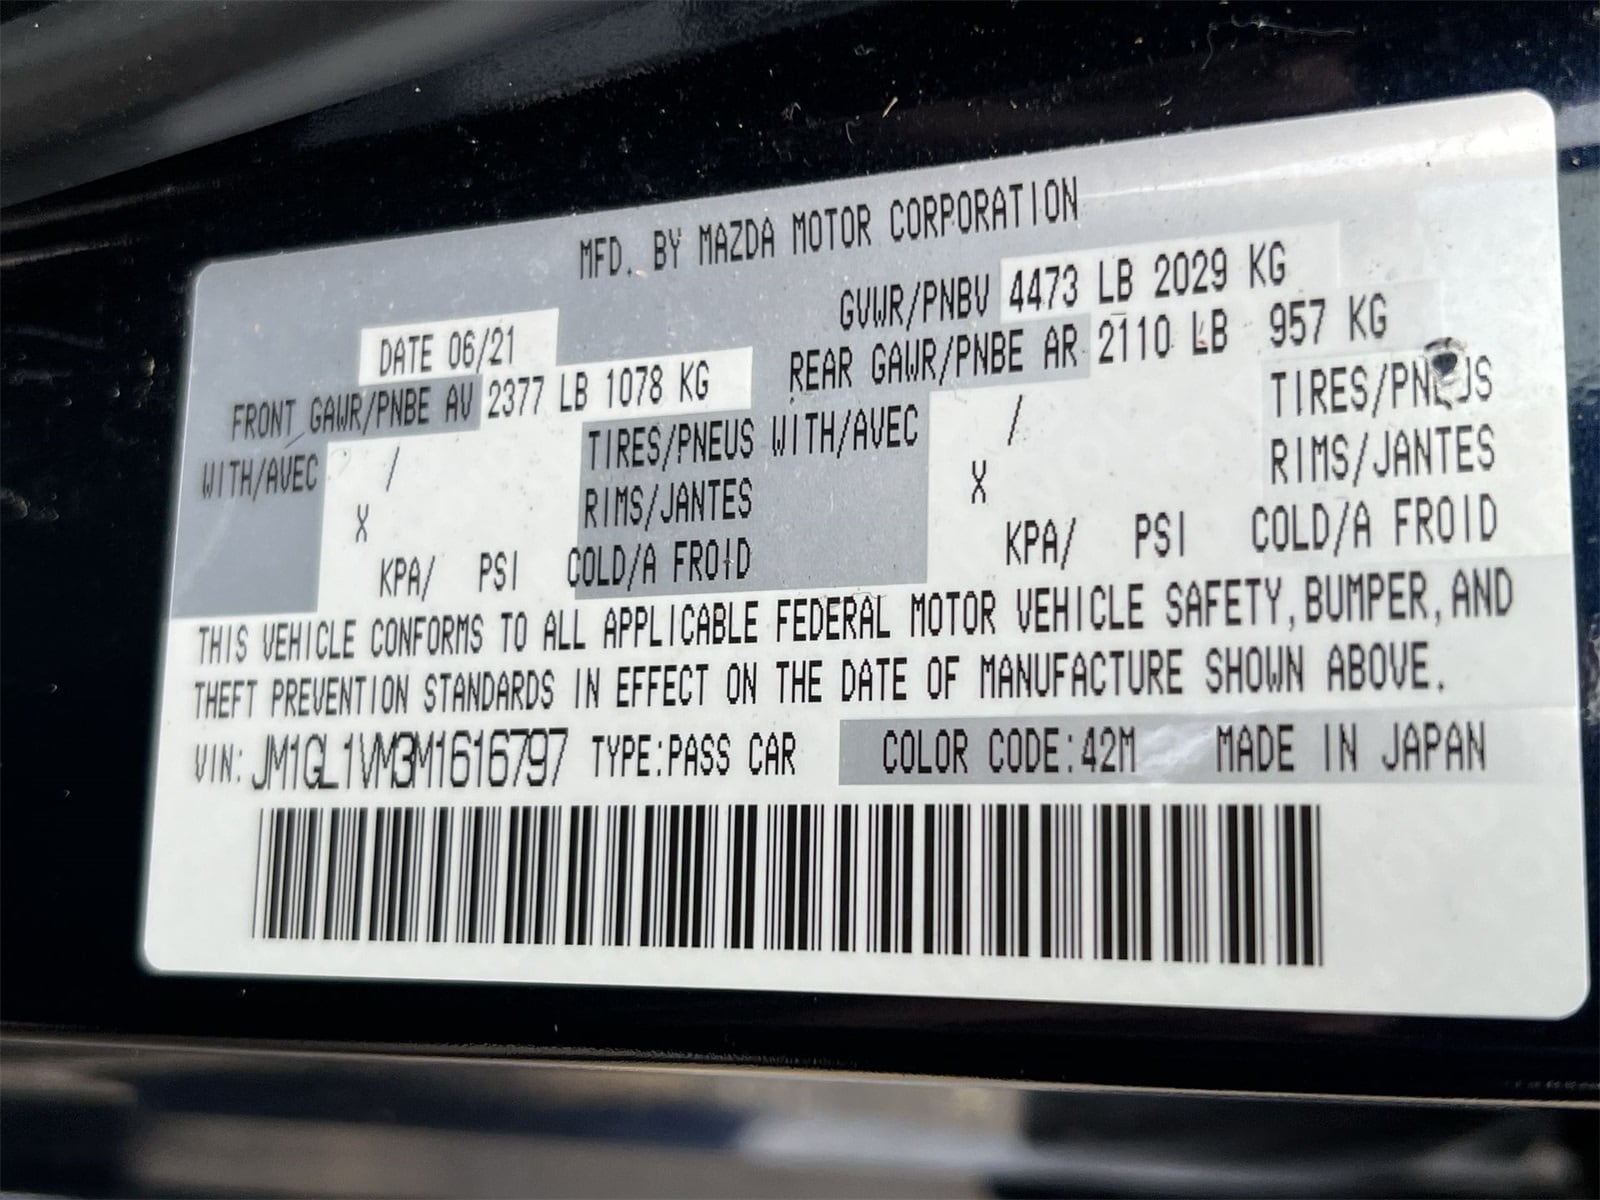 MFD. BY MAZDA MOTOR CORPORATION
GVWR/PNBV 4473 LB 2029 KG
DATE 06/21
FRONT GAWR/PNBE AV 2377 LB 1078 KG
REAR GAWR/PNBE AR 2110 LB 957 KG
WITH/AVEC / TIRES/PNEUS WITH/AVEC / TIRES/PNEUS
X RIMS/JANTES X RIMS/JANTES
KPA/ PSI COLD/A FROID KPA/ PSI COLD/A FROID
THIS VEHICLE CONFORMS TO ALL APPLICABLE FEDERAL MOTOR VEHICLE SAFETY, BUMPER, AND
THEFT PREVENTION STANDARDS IN EFFECT ON THE DATE OF MANUFACTURE SHOWN ABOVE.
VIN: JM1GL1VM3M1616797 TYPE:PASS CAR COLOR CODE:42M MADE IN JAPAN